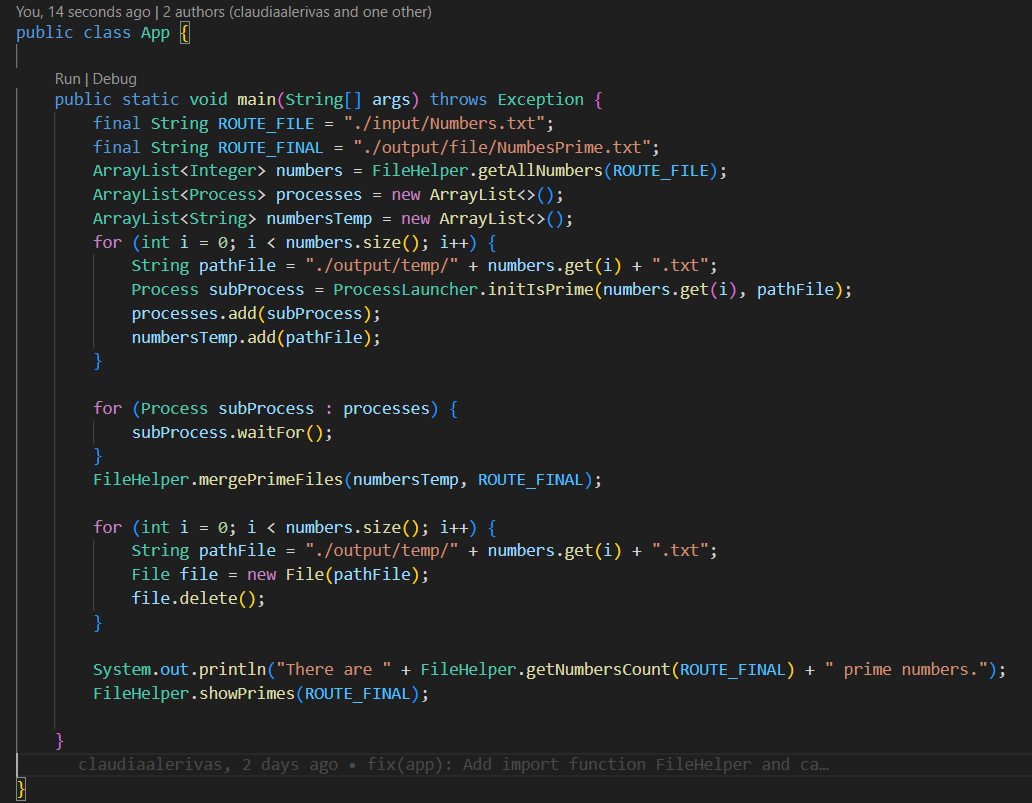 You, 14 seconds ago | 2 authors (claudiaalerivas and one other)
public class App {
Run | Debug
public static void main(String[] args) throws Exception {
final String ROUTE_FILE = "./input/Numbers.txt";
final String ROUTE_FINAL = "./output/file/NumbesPrime.txt";
ArrayList<Integer> numbers = FileHelper.getAllNumbers(ROUTE_FILE);
ArrayList<Process> processes = new ArrayList<>();
ArrayList<String> numbersTemp = new ArrayList<>();
for (int i = 0; i < numbers.size(); i++) {
String pathFile = "./output/temp/" + numbers.get(i) + ".txt";
Process subProcess = ProcessLauncher.initIsPrime(numbers.get(i), pathFile);
processes.add(subProcess);
numbersTemp.add(pathFile);
}
for (Process subProcess : processes) {
subProcess.waitFor();
}
FileHelper.mergePrimeFiles(numbersTemp, ROUTE_FINAL);
for (int i = 0; i < numbers.size(); i++) {
String pathFile = "./output/temp/" + numbers.get(i) + ".txt";
File file = new File(pathFile);
file.delete();
}
System.out.println("There are " + FileHelper.getNumbersCount(ROUTE_FINAL) + " prime numbers.");
FileHelper.showPrimes(ROUTE_FINAL);
}
claudiaalerivas, 2 days ago • fix(app): Add import function FileHelper and ca…
}